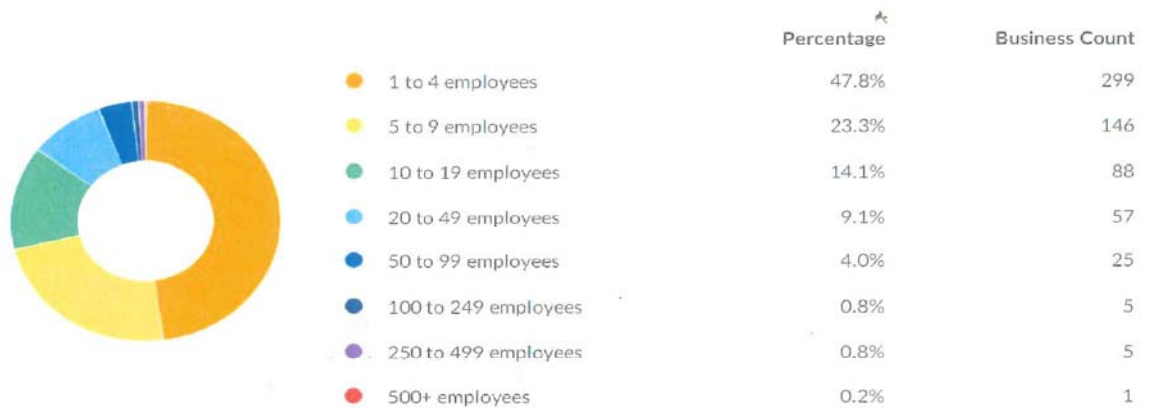 Percentage Business Count
1 to 4 employees 47.8% 299
5 to 9 employees 23.3% 146
10 to 19 employees 14.1% 88
20 to 49 employees 9.1% 57
50 to 99 employees 4.0% 25
100 to 249 employees 0.8% 5
250 to 499 employees 0.8% 5
500+ employees 0.2% 1